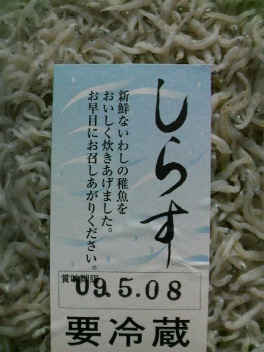 しらす
新鮮ないわしの稚魚を
おいしく炊きあげました。
お早目にお召しあがりください。
賞味期限
09.5.08
要冷蔵